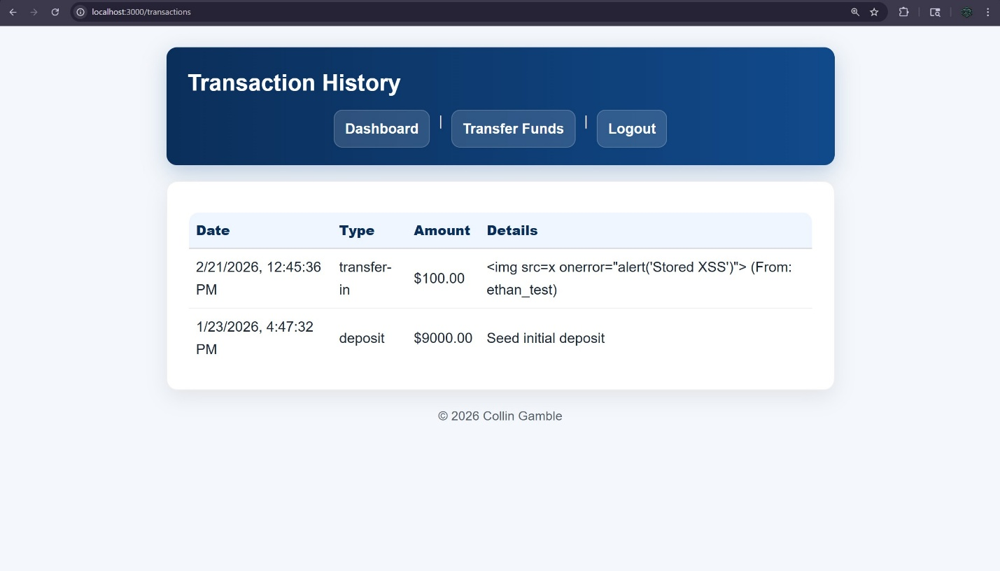 localhost:3000/transactions
Transaction History
Dashboard | Transfer Funds | Logout
Date Type Amount Details
2/21/2026, 12:45:36 PM transfer-in $100.00 <img src=x onerror="alert('Stored XSS')"> (From: ethan_test)
1/23/2026, 4:47:32 PM deposit $9000.00 Seed initial deposit
© 2026 Collin Gamble